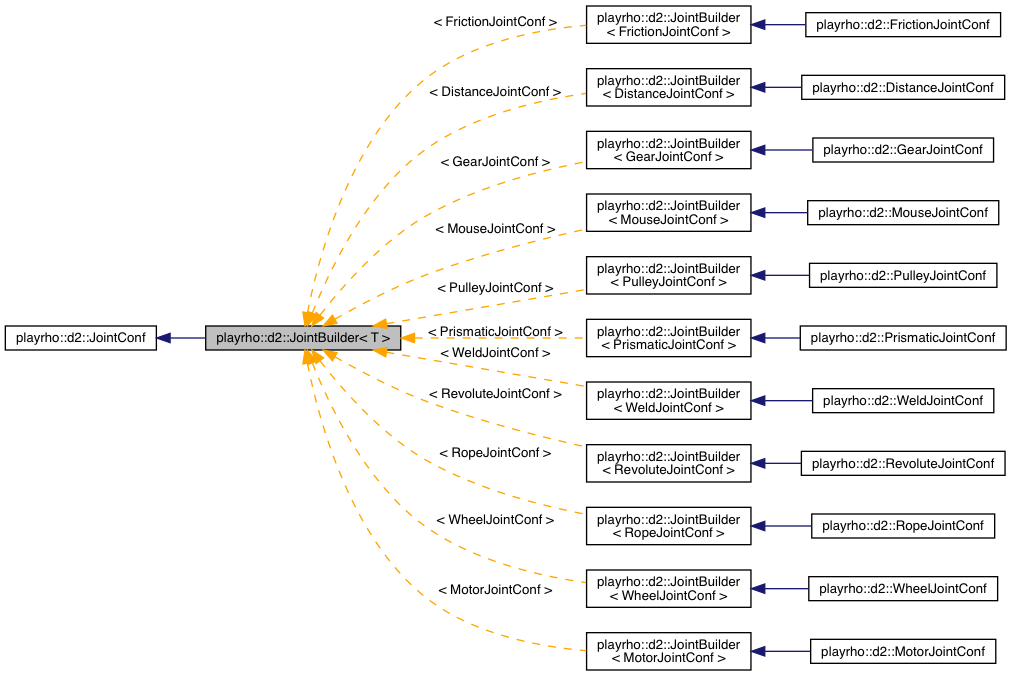 playrho::d2::JointConf
playrho::d2::JointBuilder< T >
< FrictionJointConf >
< DistanceJointConf >
< GearJointConf >
< MouseJointConf >
< PulleyJointConf >
< PrismaticJointConf >
< WeldJointConf >
< RevoluteJointConf >
< RopeJointConf >
< WheelJointConf >
< MotorJointConf >
playrho::d2::JointBuilder
< FrictionJointConf >
playrho::d2::FrictionJointConf
playrho::d2::JointBuilder
< DistanceJointConf >
playrho::d2::DistanceJointConf
playrho::d2::JointBuilder
< GearJointConf >
playrho::d2::GearJointConf
playrho::d2::JointBuilder
< MouseJointConf >
playrho::d2::MouseJointConf
playrho::d2::JointBuilder
< PulleyJointConf >
playrho::d2::PulleyJointConf
playrho::d2::JointBuilder
< PrismaticJointConf >
playrho::d2::PrismaticJointConf
playrho::d2::JointBuilder
< WeldJointConf >
playrho::d2::WeldJointConf
playrho::d2::JointBuilder
< RevoluteJointConf >
playrho::d2::RevoluteJointConf
playrho::d2::JointBuilder
< RopeJointConf >
playrho::d2::RopeJointConf
playrho::d2::JointBuilder
< WheelJointConf >
playrho::d2::WheelJointConf
playrho::d2::JointBuilder
< MotorJointConf >
playrho::d2::MotorJointConf